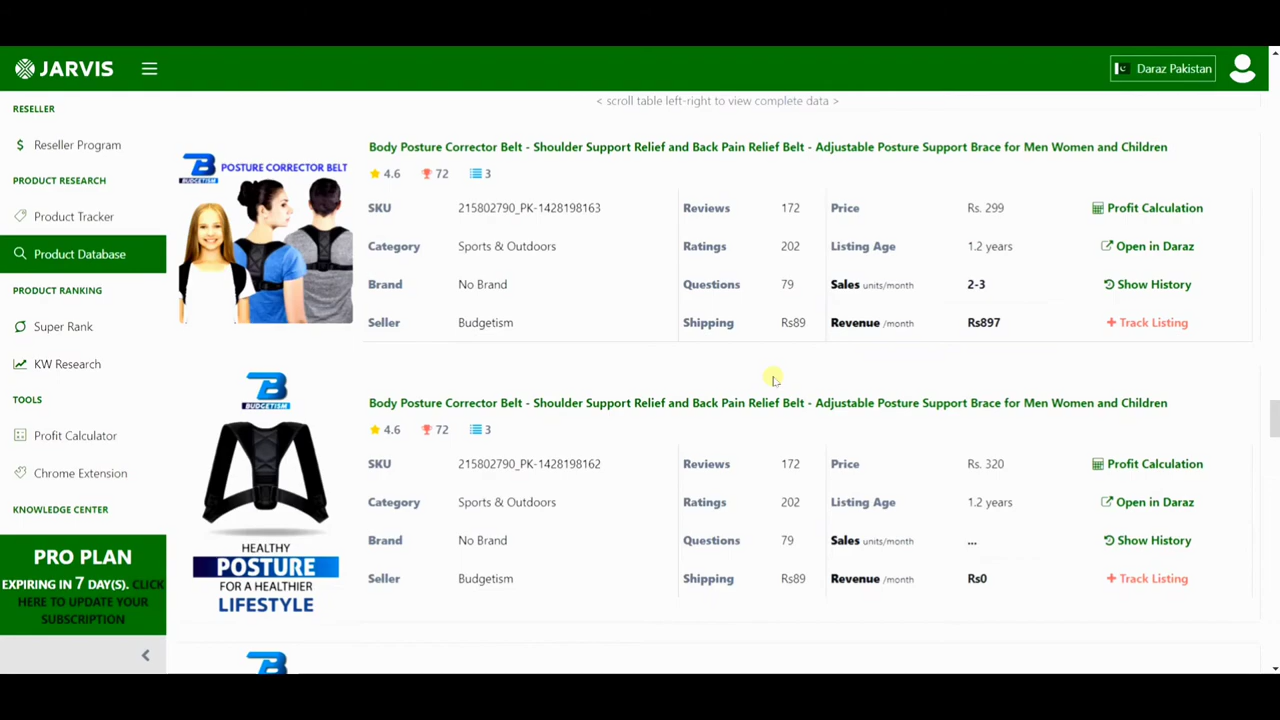 JARVIS
Daraz Pakistan
RESELLER
Reseller Program
PRODUCT RESEARCH
Product Tracker
Product Database
PRODUCT RANKING
Super Rank
KW Research
TOOLS
Profit Calculator
Chrome Extension
KNOWLEDGE CENTER
PRO PLAN
EXPIRING IN 7 DAY(S). CLICK
HERE TO UPDATE YOUR
SUBSCRIPTION
< scroll table left-right to view complete data >
BUDGETISM
POSTURE CORRECTOR BELT
Body Posture Corrector Belt - Shoulder Support Relief and Back Pain Relief Belt - Adjustable Posture Support Brace for Men Women and Children
4.6 72 3
SKU 215802790_PK-1428198163 Reviews 172 Price Rs. 299 Profit Calculation
Category Sports & Outdoors Ratings 202 Listing Age 1.2 years Open in Daraz
Brand No Brand Questions 79 Sales units/month 2-3 Show History
Seller Budgetism Shipping Rs89 Revenue /month Rs897 + Track Listing
BUDGETISM
HEALTHY
POSTURE
FOR A HEALTHIER
LIFESTYLE
Body Posture Corrector Belt - Shoulder Support Relief and Back Pain Relief Belt - Adjustable Posture Support Brace for Men Women and Children
4.6 72 3
SKU 215802790_PK-1428198162 Reviews 172 Price Rs. 320 Profit Calculation
Category Sports & Outdoors Ratings 202 Listing Age 1.2 years Open in Daraz
Brand No Brand Questions 79 Sales units/month ... Show History
Seller Budgetism Shipping Rs89 Revenue /month Rs0 + Track Listing